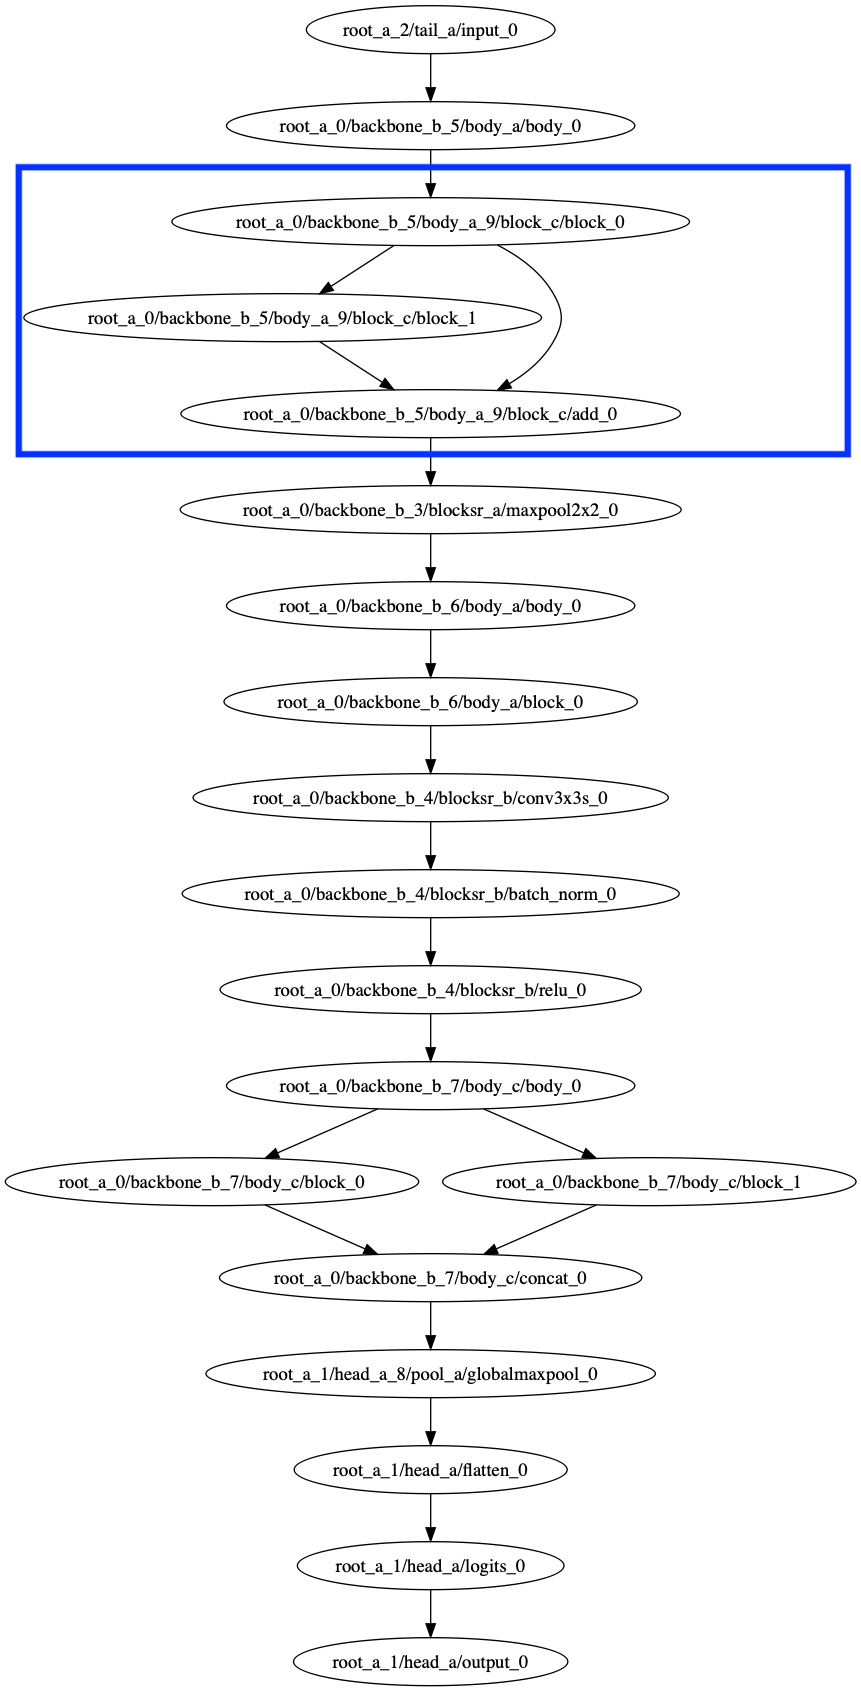 root_a_2/tail_a/input_0
root_a_0/backbone_b_5/body_a/body_0
root_a_0/backbone_b_5/body_a_9/block_c/block_0
root_a_0/backbone_b_5/body_a_9/block_c/block_1
root_a_0/backbone_b_5/body_a_9/block_c/add_0
root_a_0/backbone_b_3/blocksr_a/maxpool2x2_0
root_a_0/backbone_b_6/body_a/body_0
root_a_0/backbone_b_6/body_a/block_0
root_a_0/backbone_b_4/blocksr_b/conv3x3s_0
root_a_0/backbone_b_4/blocksr_b/batch_norm_0
root_a_0/backbone_b_4/blocksr_b/relu_0
root_a_0/backbone_b_7/body_c/body_0
root_a_0/backbone_b_7/body_c/block_0
root_a_0/backbone_b_7/body_c/block_1
root_a_0/backbone_b_7/body_c/concat_0
root_a_1/head_a_8/pool_a/globalmaxpool_0
root_a_1/head_a/flatten_0
root_a_1/head_a/logits_0
root_a_1/head_a/output_0